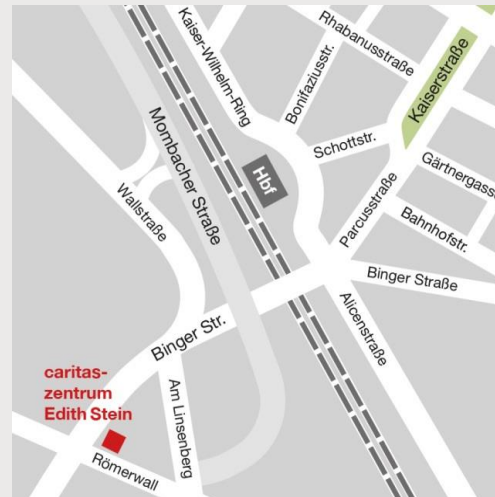 Rhabanusstraße
Kaiser-Wilhelm-Ring
Bonifaziusstr.
Kaiserstraße
Mombacher Straße
Schottstr.
Hbf
Gärtnergass
Wallstraße
Parcusstraße
Bahnhofstr.
Binger Straße
Alicenstraße
Binger Str.
caritas-
zentrum
Edith Stein
Am Linsenberg
Römerwall